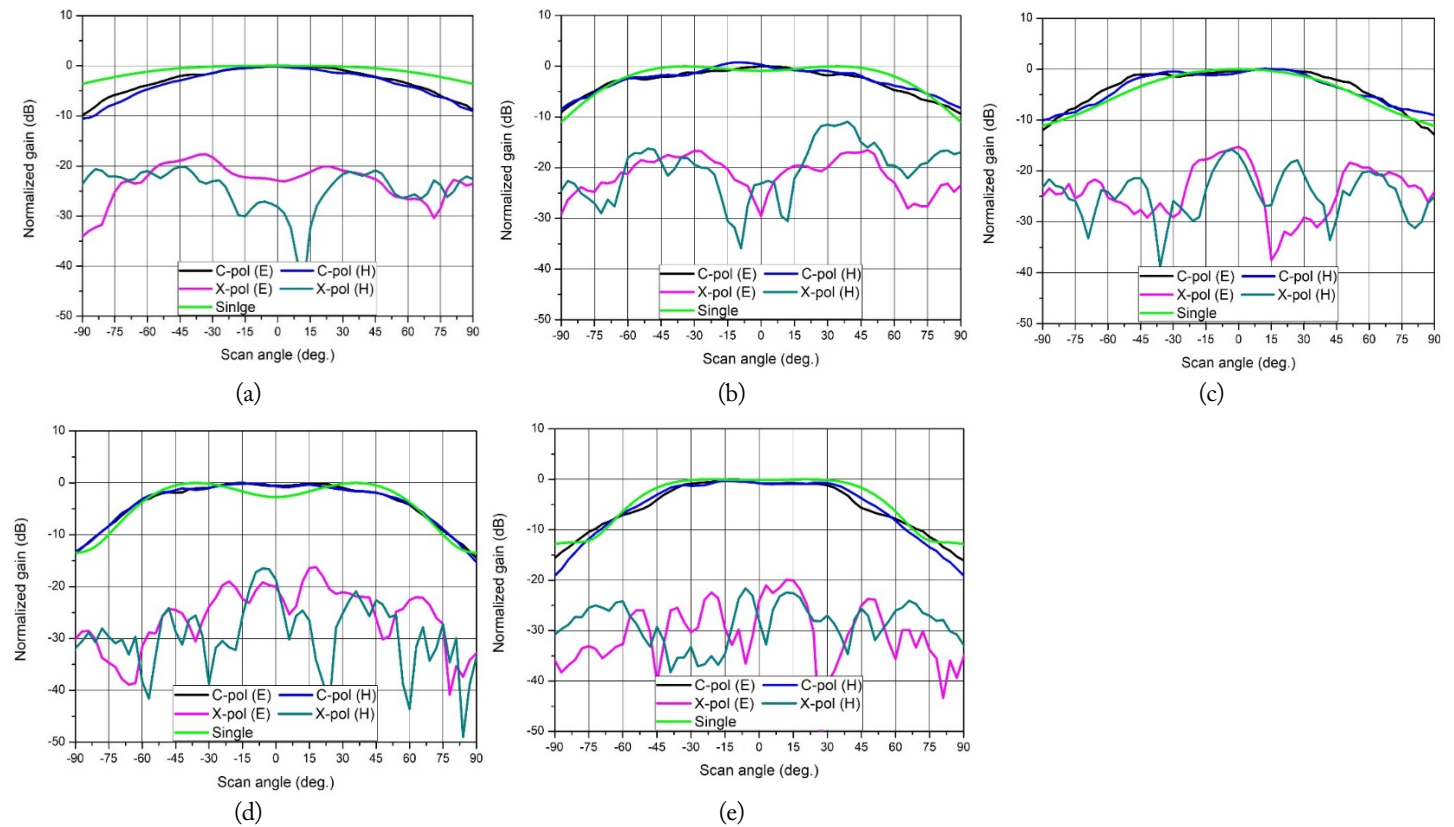 10
0
-10
-20
-30
-40
-50
Normalized gain (dB)
C-pol (E) C-pol (H)
X-pol (E) X-pol (H)
Sinlge
-90 -75 -60 -45 -30 -15 0 15 30 45 60 75 90
Scan angle (deg.)
(a)
10
0
-10
-20
-30
-40
-50
Normalized gain (dB)
C-pol (E) C-pol (H)
X-pol (E) X-pol (H)
Single
-90 -75 -60 -45 -30 -15 0 15 30 45 60 75 90
Scan angle (deg.)
(b)
10
0
-10
-20
-30
-40
-50
Normalized gain (dB)
C-pol (E) C-pol (H)
X-pol (E) X-pol (H)
Single
-90 -75 -60 -45 -30 -15 0 15 30 45 60 75 90
Scan angle (deg.)
(c)
10
0
-10
-20
-30
-40
-50
Normalized gain (dB)
C-pol (E) C-pol (H)
X-pol (E) X-pol (H)
Single
-90 -75 -60 -45 -30 -15 0 15 30 45 60 75 90
Scan angle (deg.)
(d)
10
0
-10
-20
-30
-40
-50
Normalized gain (dB)
C-pol (E) C-pol (H)
X-pol (E) X-pol (H)
Single
-90 -75 -60 -45 -30 -15 0 15 30 45 60 75 90
Scan angle (deg.)
(e)